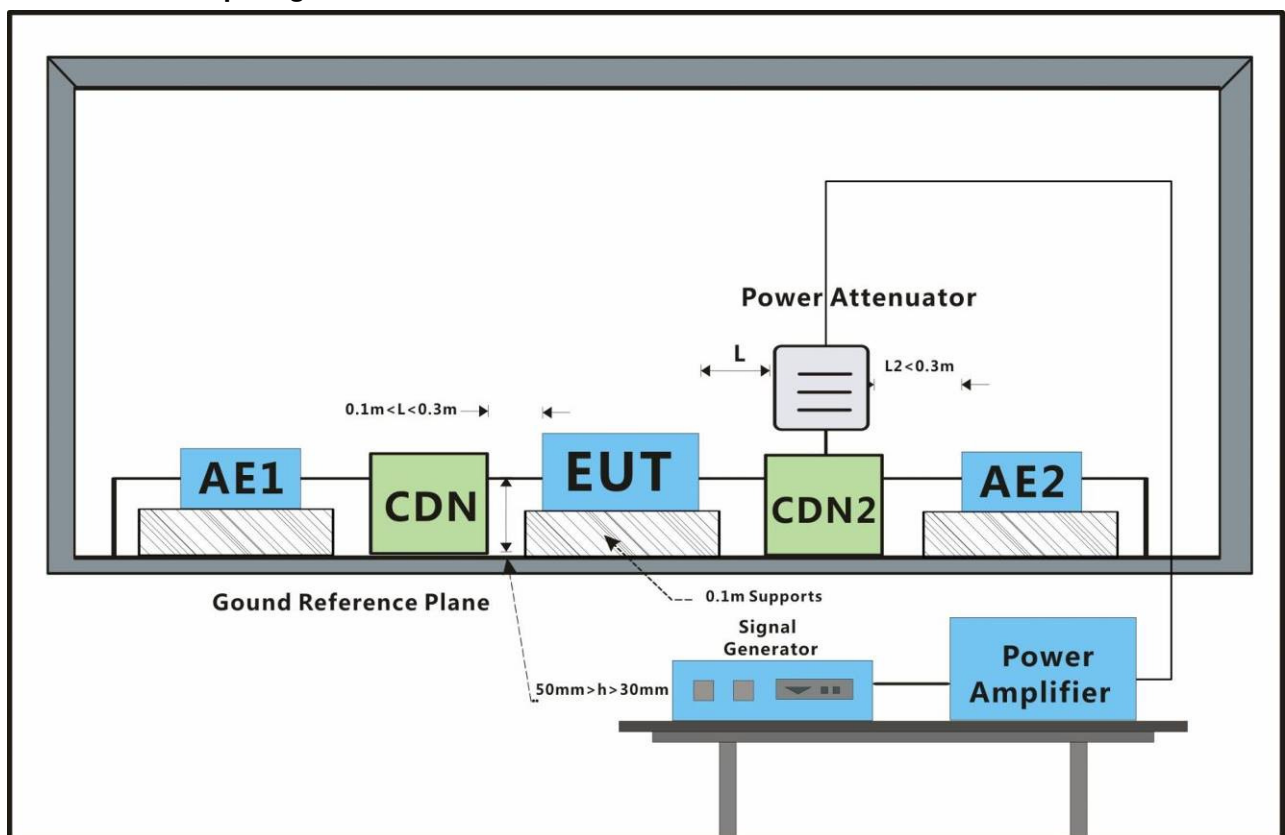 Power Attenuator
L
L2<0.3m
0.1m<L<0.3m
AE1
CDN
EUT
CDN2
AE2
Gound Reference Plane
0.1m Supports
Signal
Generator
50mm>h>30mm
Power
Amplifier